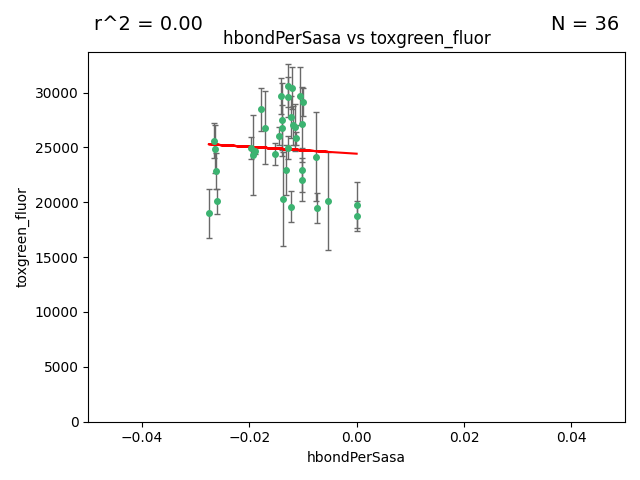 r^2 = 0.00
N = 36
hbondPerSasa vs toxgreen_fluor
toxgreen_fluor
30000
25000
20000
15000
10000
5000
0
−0.04
−0.02
0.00
0.02
0.04
hbondPerSasa